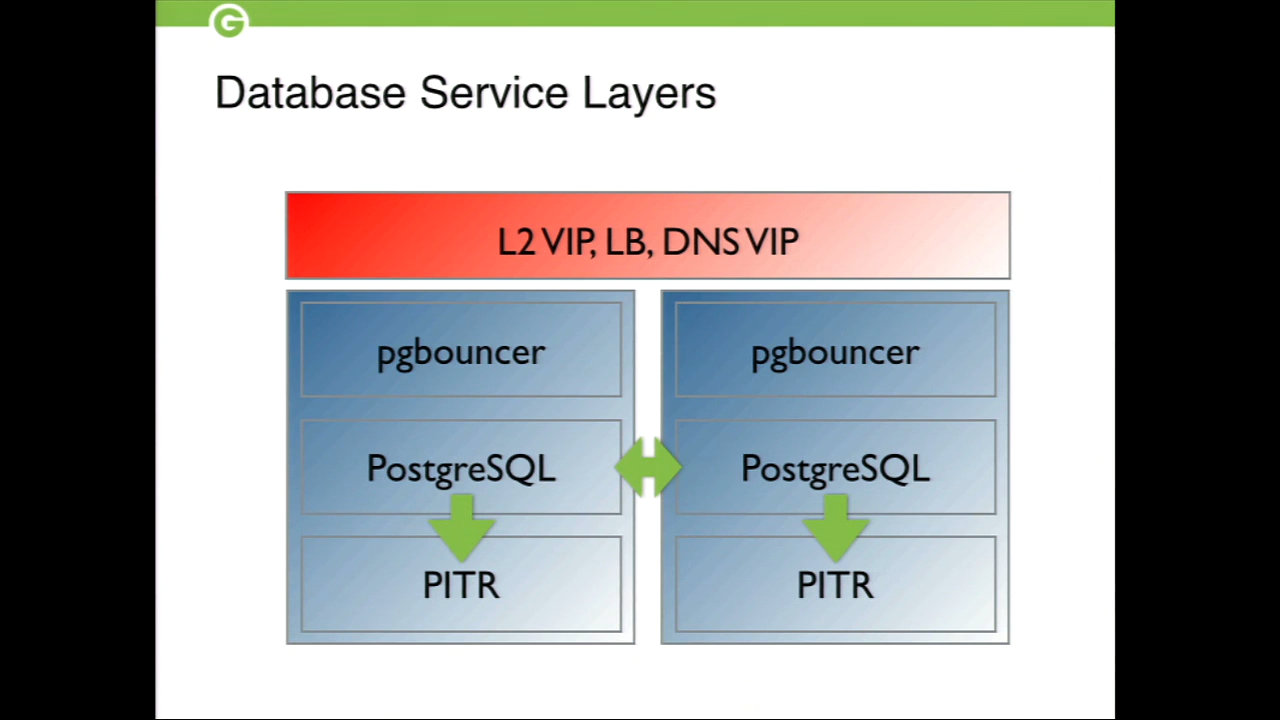 Database Service Layers
L2 VIP, LB, DNS VIP
pgbouncer
pgbouncer
PostgreSQL
PostgreSQL
PITR
PITR